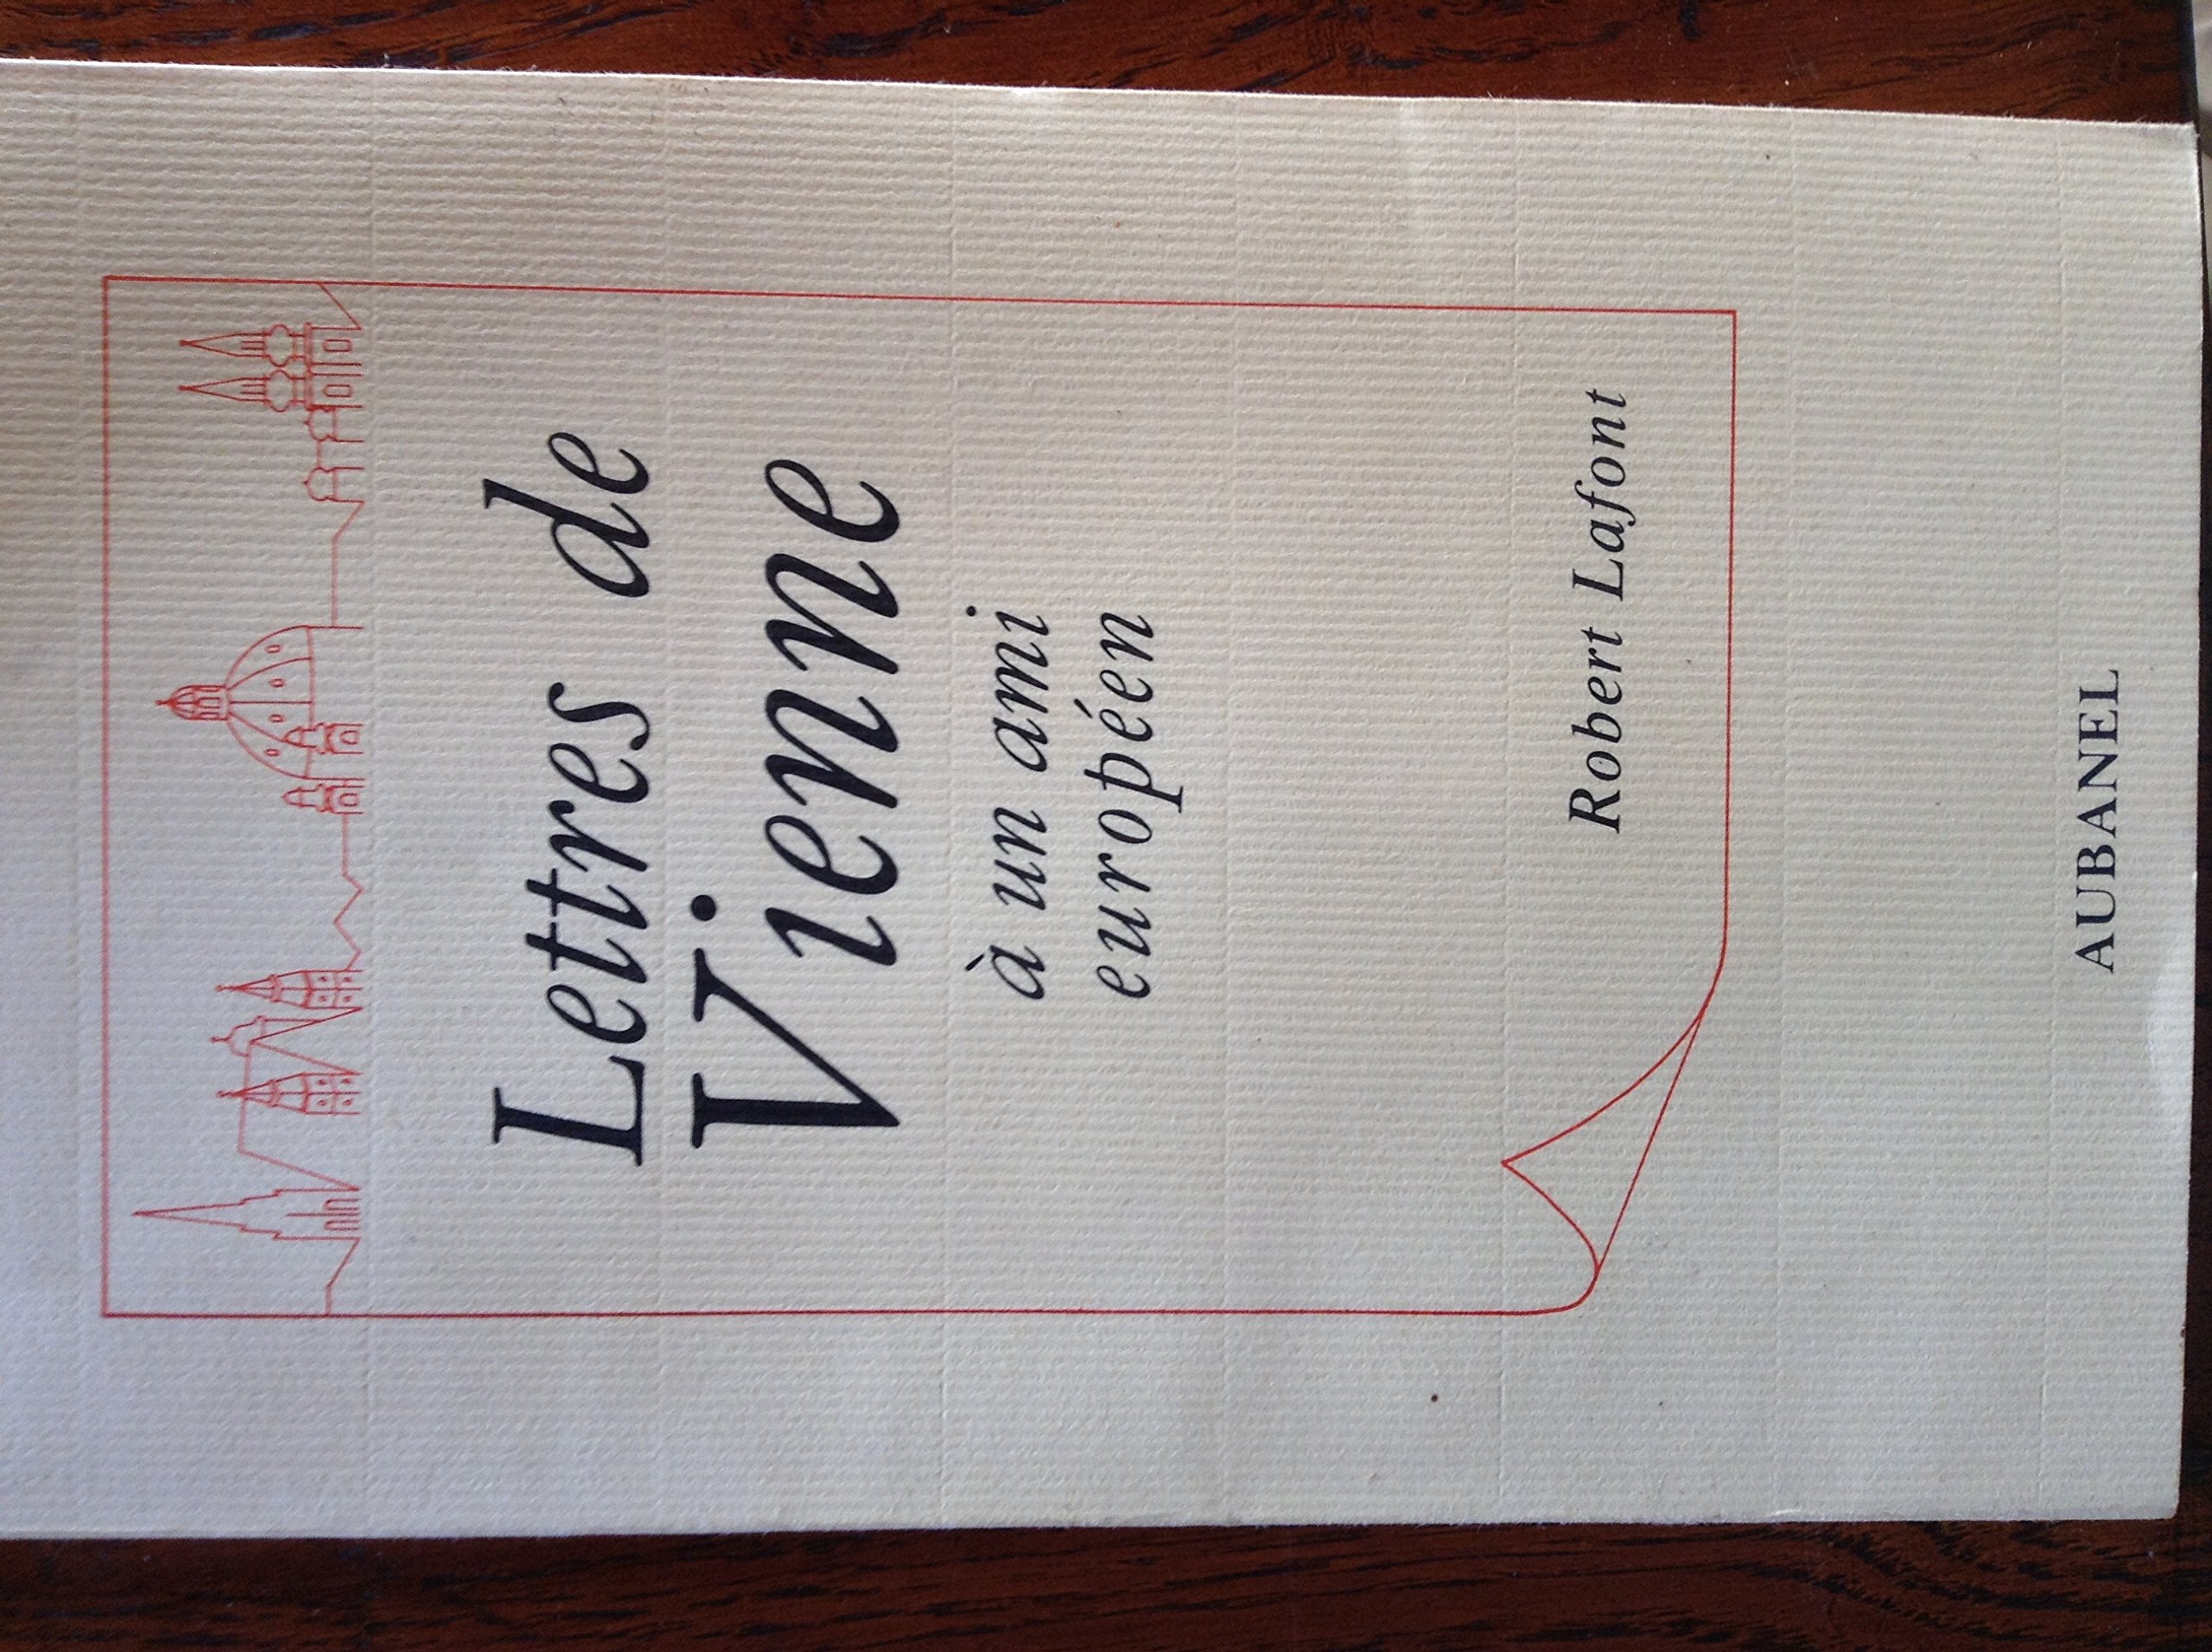 Lettres de
Vienne
à un ami
européen
Robert Lafont
AUBANEL